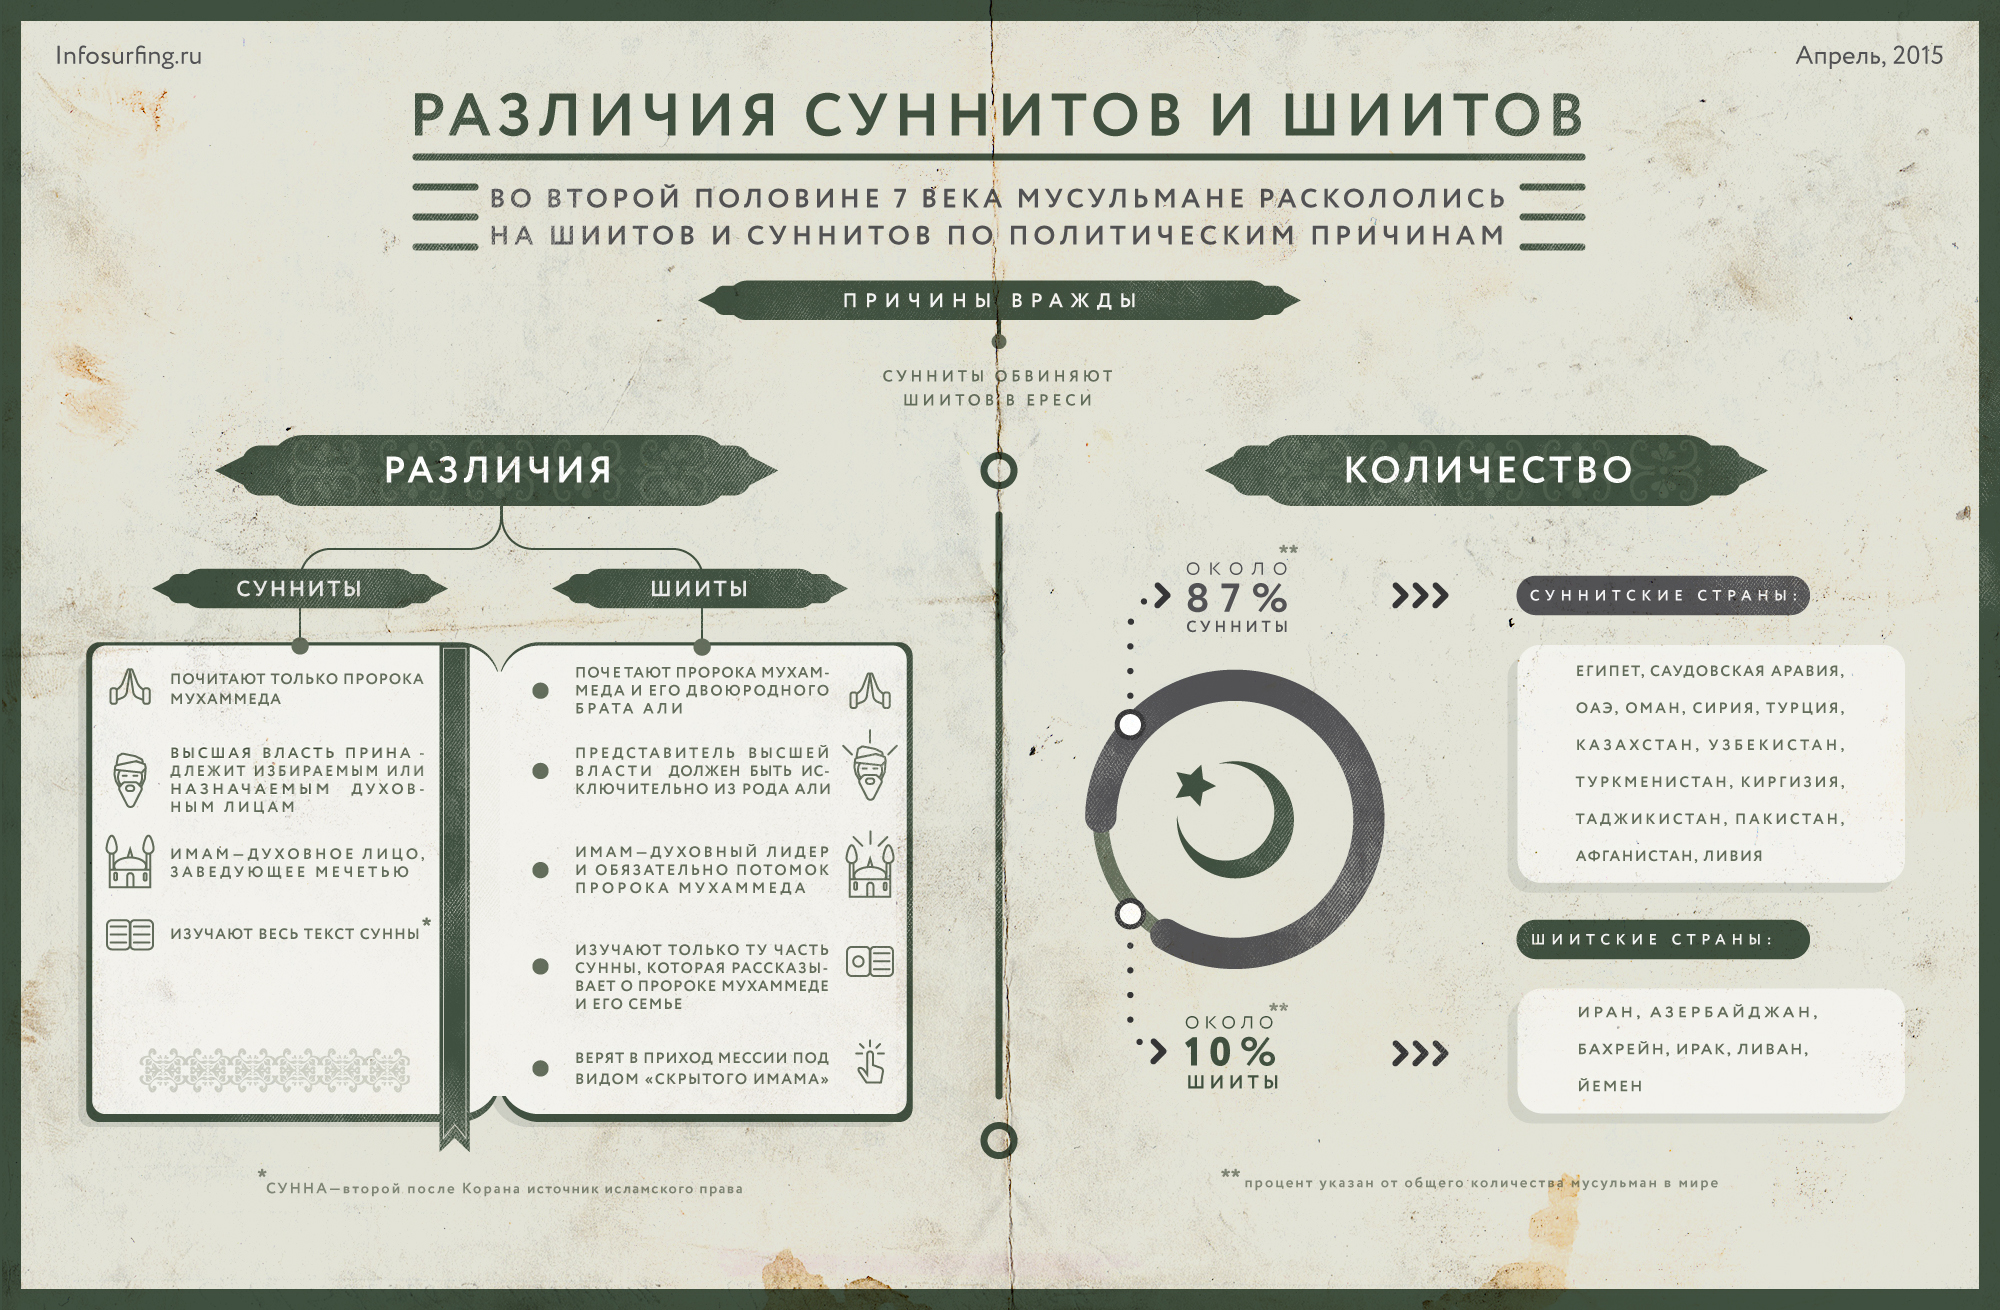 Infosurfing.ru
Апрель, 2015
РАЗЛИЧИЯ СУННИТОВ И ШИИТОВ
ВО ВТОРОЙ ПОЛОВИНЕ 7 ВЕКА МУСУЛЬМАНЕ РАСКОЛОЛИСЬ
НА ШИИТОВ И СУННИТОВ ПО ПОЛИТИЧЕСКИМ ПРИЧИНАМ
ПРИЧИНЫ ВРАЖДЫ
СУННИТЫ ОБВИНЯЮТ
ШИИТОВ В ЕРЕСИ
РАЗЛИЧИЯ
СУННИТЫ
ПОЧИТАЮТ ТОЛЬКО ПРОРОКА
МУХАММЕДА
ВЫСШАЯ ВЛАСТЬ ПРИНА -
ДЛЕЖИТ ИЗБИРАЕМЫМ ИЛИ
НАЗНАЧАЕМЫМ ДУХОВ-
НЫМ ЛИЦАМ
ИМАМ—ДУХОВНОЕ ЛИЦО,
ЗАВЕДУЮЩЕЕ МЕЧЕТЬЮ
ИЗУЧАЮТ ВЕСЬ ТЕКСТ СУННЫ*
ШИИТЫ
ПОЧЕТАЮТ ПРОРОКА МУХАМ-
МЕДА И ЕГО ДВОЮРОДНОГО
БРАТА АЛИ
ПРЕДСТАВИТЕЛЬ ВЫСШЕЙ
ВЛАСТИ ДОЛЖЕН БЫТЬ ИС-
КЛЮЧИТЕЛЬНО ИЗ РОДА АЛИ
ИМАМ—ДУХОВНЫЙ ЛИДЕР
И ОБЯЗАТЕЛЬНО ПОТОМОК
ПРОРОКА МУХАММЕДА
ИЗУЧАЮТ ТОЛЬКО ТУ ЧАСТЬ
СУННЫ, КОТОРАЯ РАССКАЗЫ-
ВАЕТ О ПРОРОКЕ МУХАММЕДЕ
И ЕГО СЕМЬЕ
ВЕРЯТ В ПРИХОД МЕССИИ ПОД
ВИДОМ «СКРЫТОГО ИМАМА»
*СУННА—второй после Корана источник исламского права
КОЛИЧЕСТВО
ОКОЛО**
87%
СУННИТЫ
СУННИТСКИЕ СТРАНЫ:
ЕГИПЕТ, САУДОВСКАЯ АРАВИЯ,
ОАЭ, ОМАН, СИРИЯ, ТУРЦИЯ,
КАЗАХСТАН, УЗБЕКИСТАН,
ТУРКМЕНИСТАН, КИРГИЗИЯ,
ТАДЖИКИСТАН, ПАКИСТАН,
АФГАНИСТАН, ЛИВИЯ
ОКОЛО**
10%
ШИИТЫ
ШИИТСКИЕ СТРАНЫ:
ИРАН, АЗЕРБАЙДЖАН,
БАХРЕЙН, ИРАК, ЛИВАН,
ЙЕМЕН
**процент указан от общего количества мусульман в мире